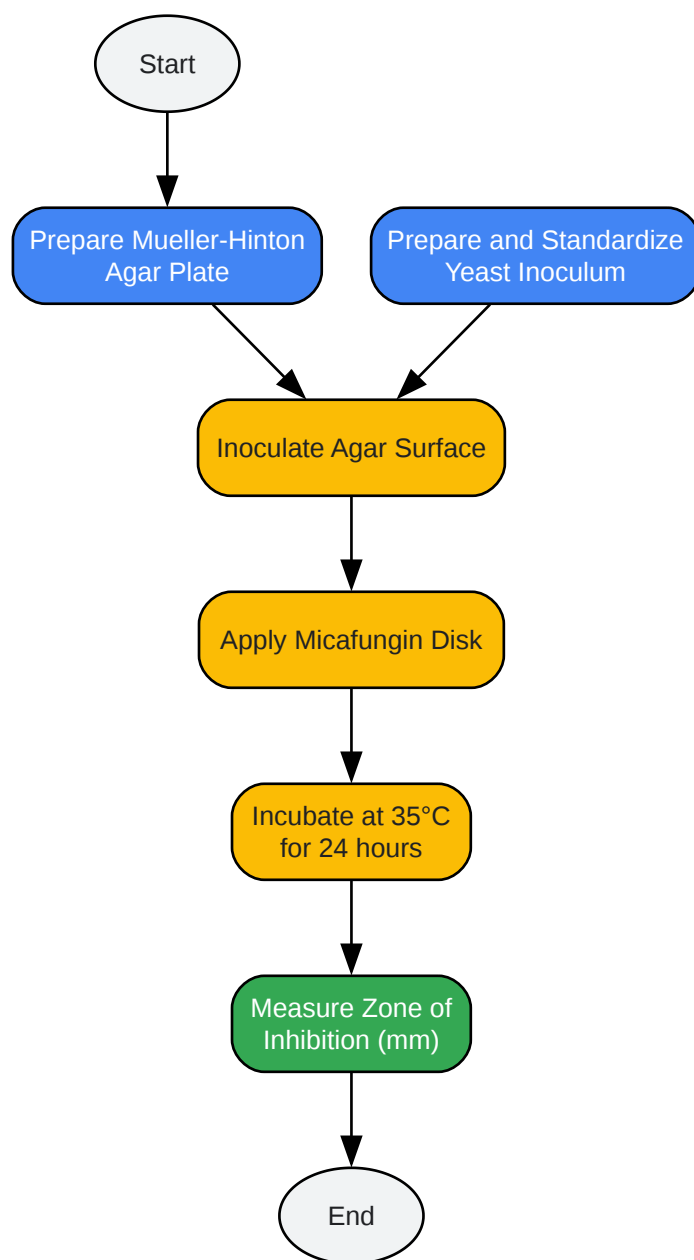 Start
Prepare Mueller-Hinton
Agar Plate
Prepare and Standardize
Yeast Inoculum
Inoculate Agar Surface
Apply Micafungin Disk
Incubate at 35°C
for 24 hours
Measure Zone of
Inhibition (mm)
End